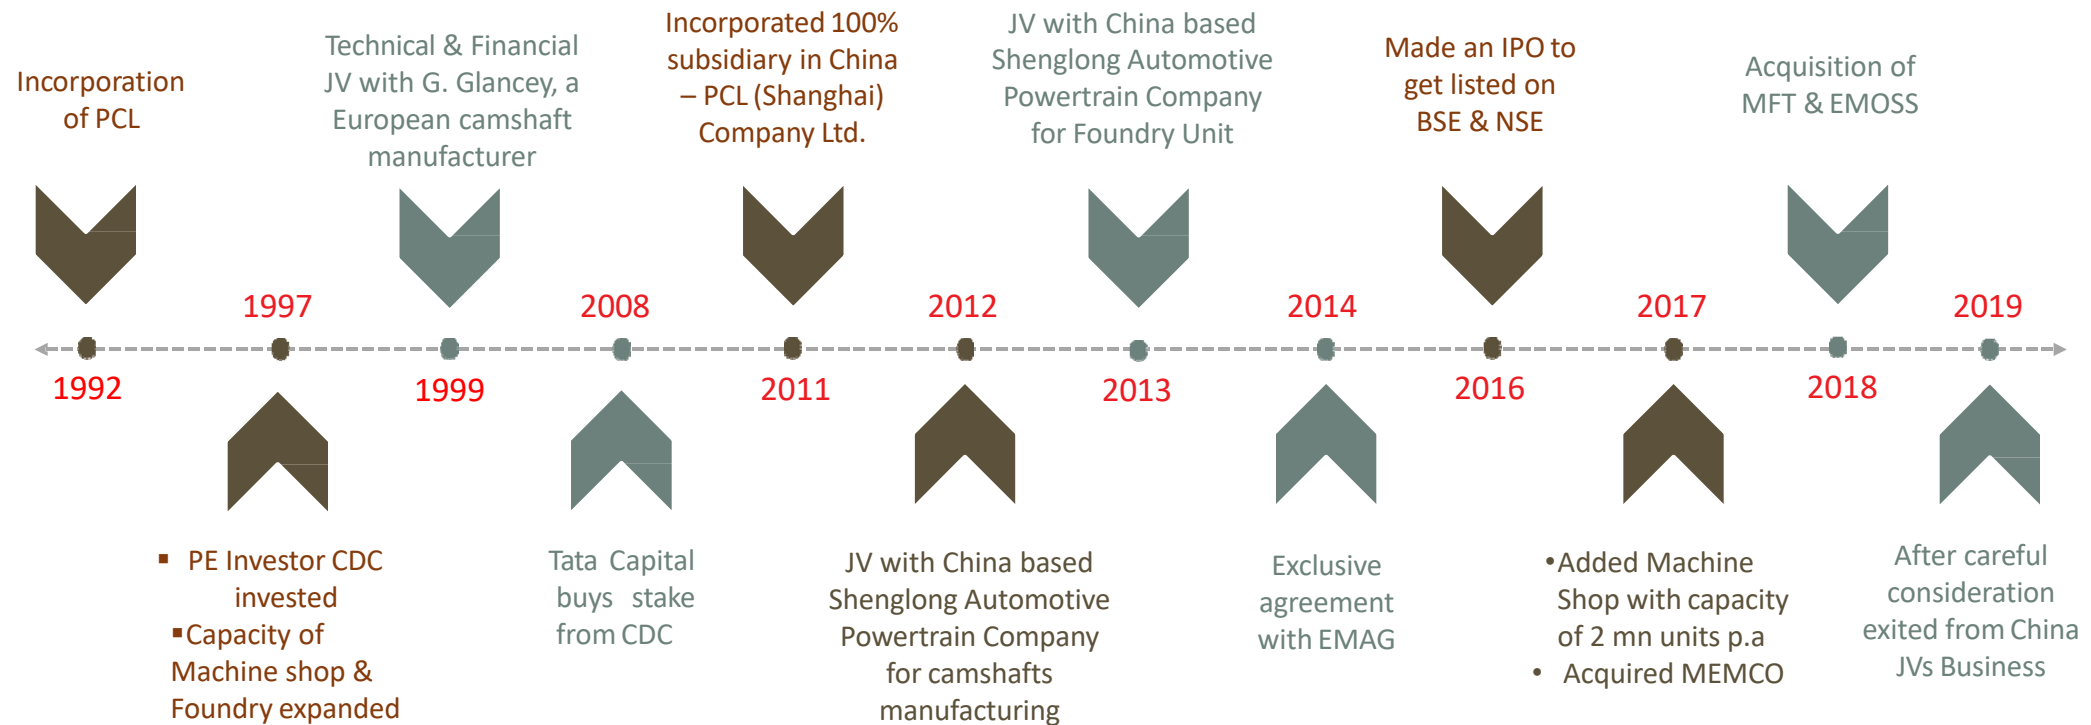 Incorporation
of PCL
Technical & Financial
JV with G. Glancey, a
European camshaft
manufacturer
Incorporated 100%
subsidiary in China
– PCL (Shanghai)
Company Ltd.
JV with China based
Shenglong Automotive
Powertrain Company
for Foundry Unit
Made an IPO to
get listed on
BSE & NSE
Acquisition of
MFT & EMOSS
1997
2008
2012
2014
2017
2019
1992
1999
2011
2013
2016
2018
▪ PE Investor CDC
invested
▪Capacity of
Machine shop &
Foundry expanded
Tata Capital
buys stake
from CDC
JV with China based
Shenglong Automotive
Powertrain Company
for camshafts
manufacturing
Exclusive
agreement
with EMAG
•Added Machine
Shop with capacity
of 2 mn units p.a
• Acquired MEMCO
After careful
consideration
exited from China
JVs Business